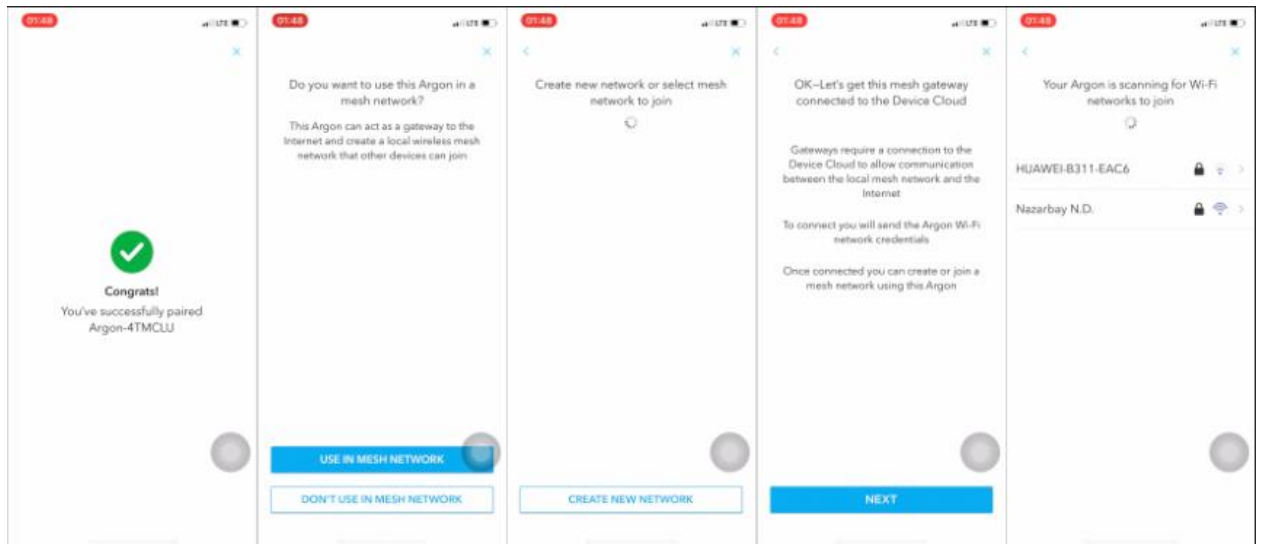 01:48
LTE
Congrats!
You've successfully paired
Argon-4TMCLU
01:48
LTE
Do you want to use this Argon in a
mesh network?
This Argon can act as a gateway to the
Internet and create a local wireless mesh
network that other devices can join
USE IN MESH NETWORK
DON'T USE IN MESH NETWORK
01:48
LTE
Create new network or select mesh
network to join
CREATE NEW NETWORK
01:48
LTE
OK—Let's get this mesh gateway
connected to the Device Cloud
Gateways require a connection to the
Device Cloud to allow communication
between the local mesh network and the
Internet
To connect you will send the Argon Wi-Fi
network credentials
Once connected you can create or join a
mesh network using this Argon
NEXT
01:48
LTE
Your Argon is scanning for Wi-Fi
networks to join
HUAWEI-B311-EAC6
Nazarbay N.D.